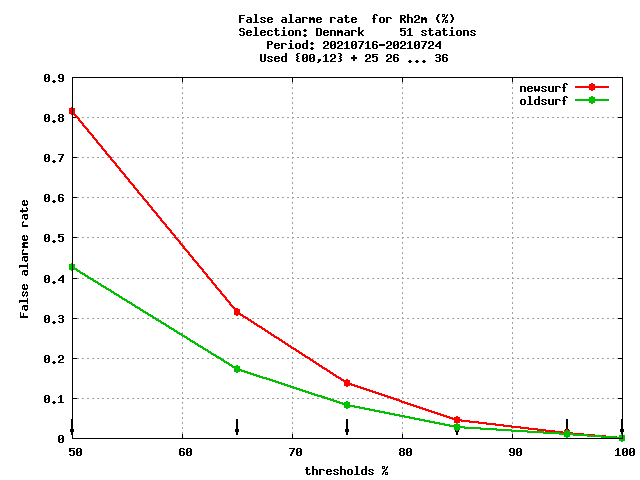 False alarme rate for Rh2m (%)
Selection: Denmark 51 stations
Period: 20210716-20210724
Used {00,12} + 25 26 ... 36
newsurf
oldsurf
0.9
0.8
0.7
0.6
0.5
0.4
0.3
0.2
0.1
0
False alarme rate
50 60 70 80 90 100
thresholds %